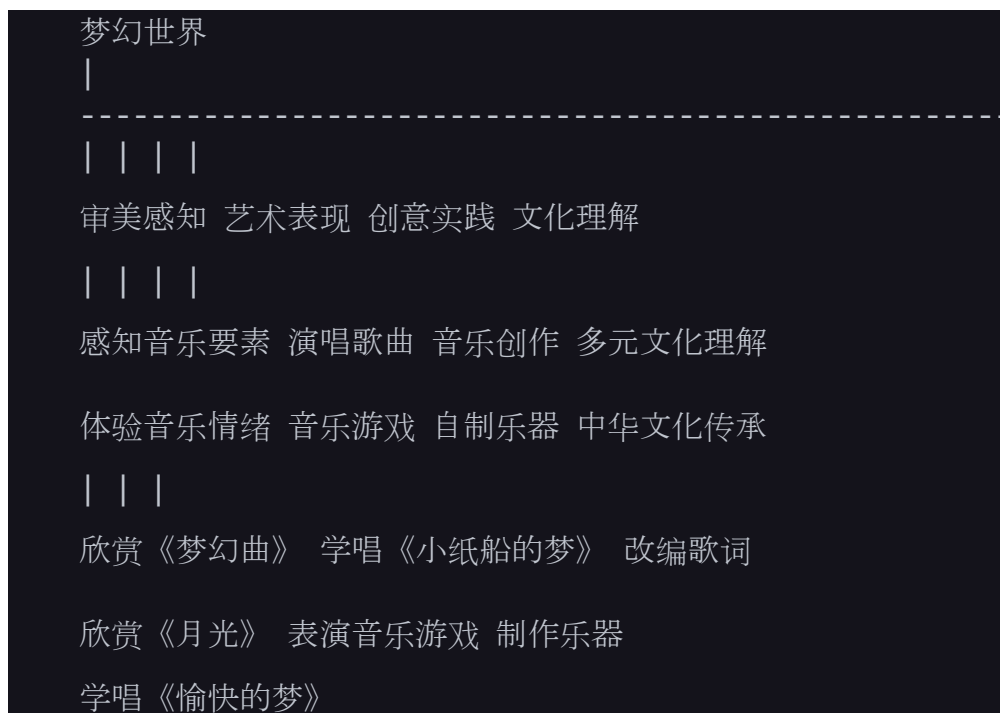 梦幻世界
|
----------------------------------------------------
| | | |
审美感知 艺术表现 创意实践 文化理解
| | | |
感知音乐要素 演唱歌曲 音乐创作 多元文化理解
体验音乐情绪 音乐游戏 自制乐器 中华文化传承
| | |
欣赏《梦幻曲》 学唱《小纸船的梦》 改编歌词
欣赏《月光》 表演音乐游戏 制作乐器
学唱《愉快的梦》